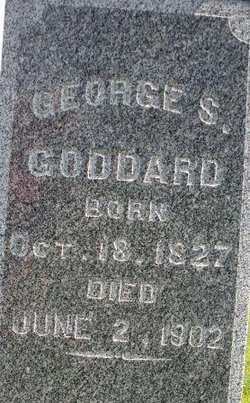 GEORGE S.
GODDARD
BORN
OCT. 18, 1827
DIED
JUNE 2, 1902